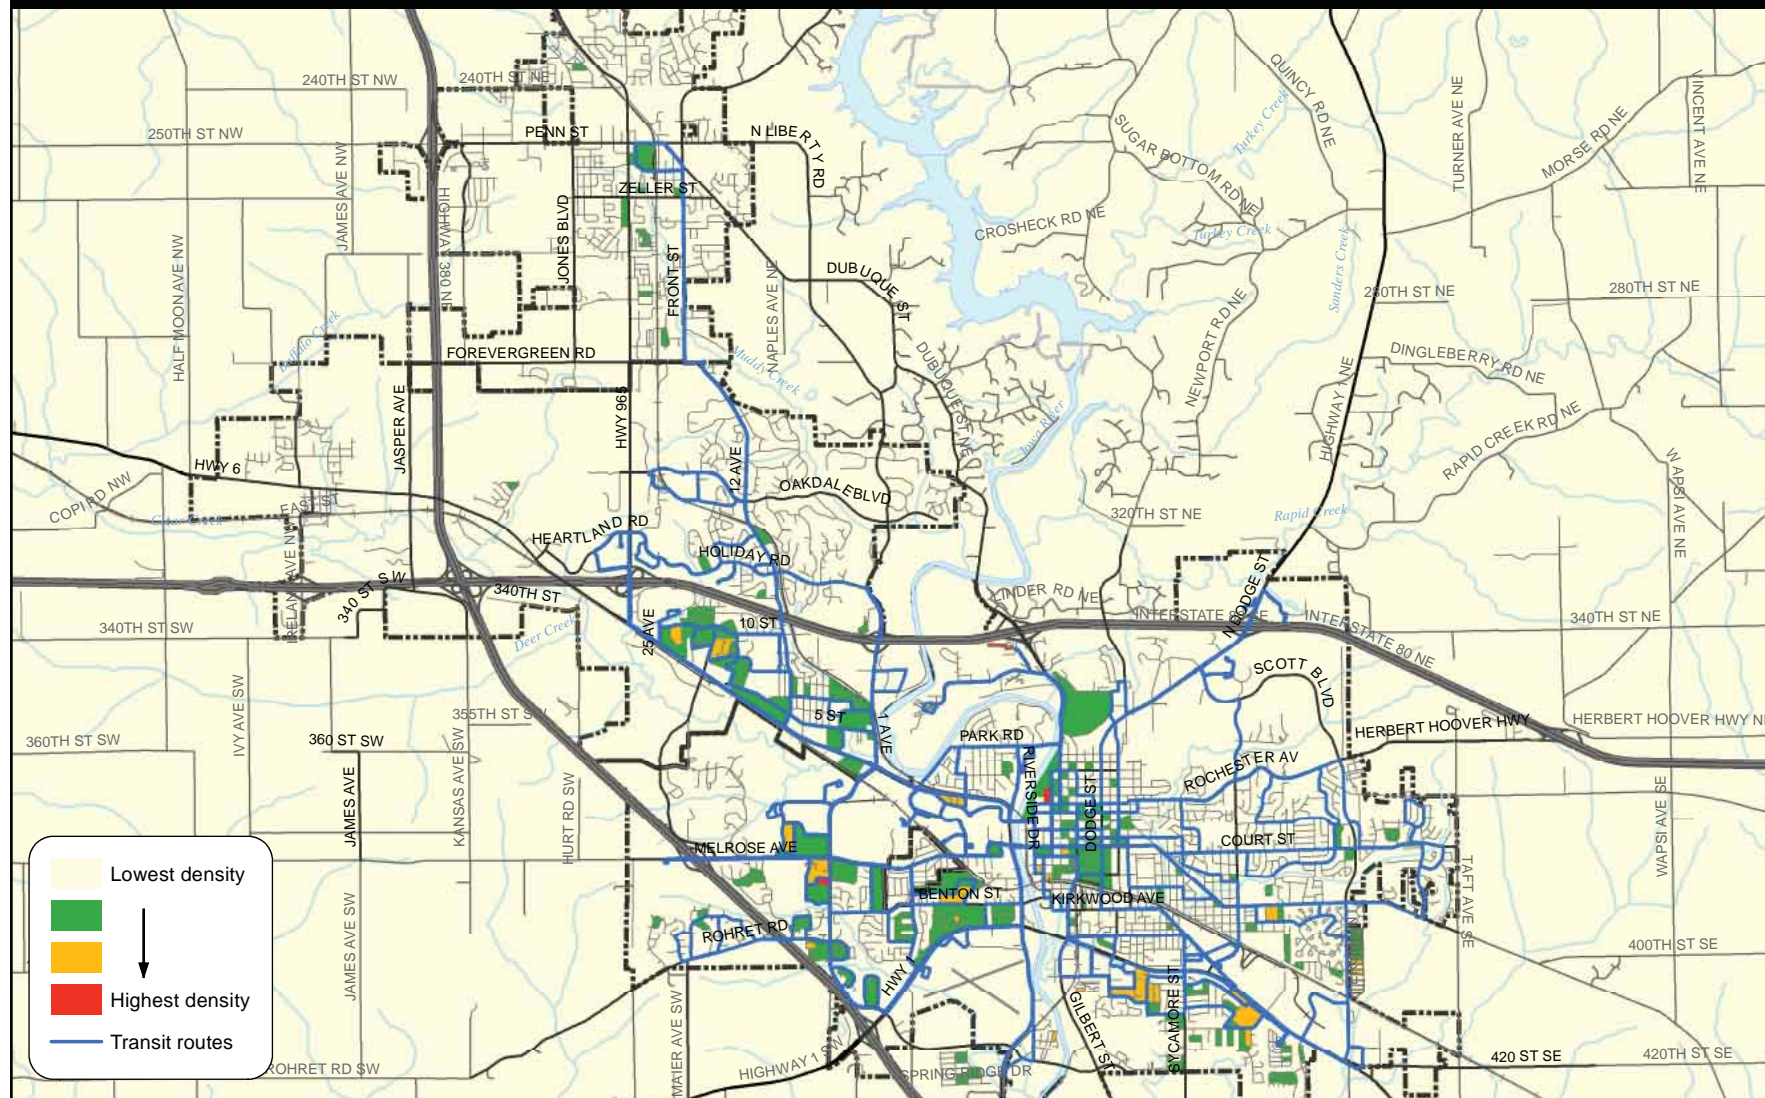 240TH ST NW
240TH ST NE
250TH ST NW
PENN ST
N LIBERTY RD
QUINCY RD NE
Turkey Creek
SUGAR BOTTOM RD NE
TURNER AVE NE
MORSE RD NE
VINCENT AVE NE
JAMES AVE NW
HIGHWAY 380 NE
ZELLER ST
JONES BLVD
FRONT ST
CROSHECK RD NE
Turkey Creek
Sanders Creek
HALF MOON AVE NW
NAPLES AVE NE
DUBUQUE ST
280TH ST NE
280TH ST NE
Buffalo Creek
FOREVERGREEN RD
Muddy Creek
DUBUQUE ST NE
NEWPORT RD NE
HIGHWAY 1 NE
DINGLEBERRY RD NE
JASPER AVE
HWY 965
Iowa River
RAPID CREEK RD NE
HWY 6
COPI RD NW
12 AVE
OAKDALE BLVD
320TH ST NE
Rapid Creek
WAPSI AVE NE
EAST ST
Clear Creek
IRELAND AVE NW
HEARTLAND RD
HOLIDAY RD
340 ST SW
340TH ST
LINDER RD NE
N DODGE ST
INTERSTATE 80 NE
INTERSTATE 80 NE
340TH ST NE
340TH ST SW
Deer Creek
25 AVE
10 ST
SCOTT BLVD
IVY AVE SW
355TH ST SW
5 ST
1 AVE
PARK RD
HERBERT HOOVER HWY
HERBERT HOOVER HWY NE
360TH ST SW
360 ST SW
KANSAS AVE SW
HURT RD SW
JAMES AVE
RIVERSIDE DR
DODGE ST
ROCHESTER AV
COURT ST
WAPSI AVE SE
MELROSE AVE
BENTON ST
KIRKWOOD AVE
TAFT AVE SE
ROHRET RD
JAMES AVE SW
HWY 1
400TH ST SE
GILBERT ST
SYCAMORE ST
MAIER AVE SW
HIGHWAY 1 SW
SPRING RIDGE DR
420 ST SE
420TH ST SE
ROHRET RD SW
Lowest density
Highest density
Transit routes